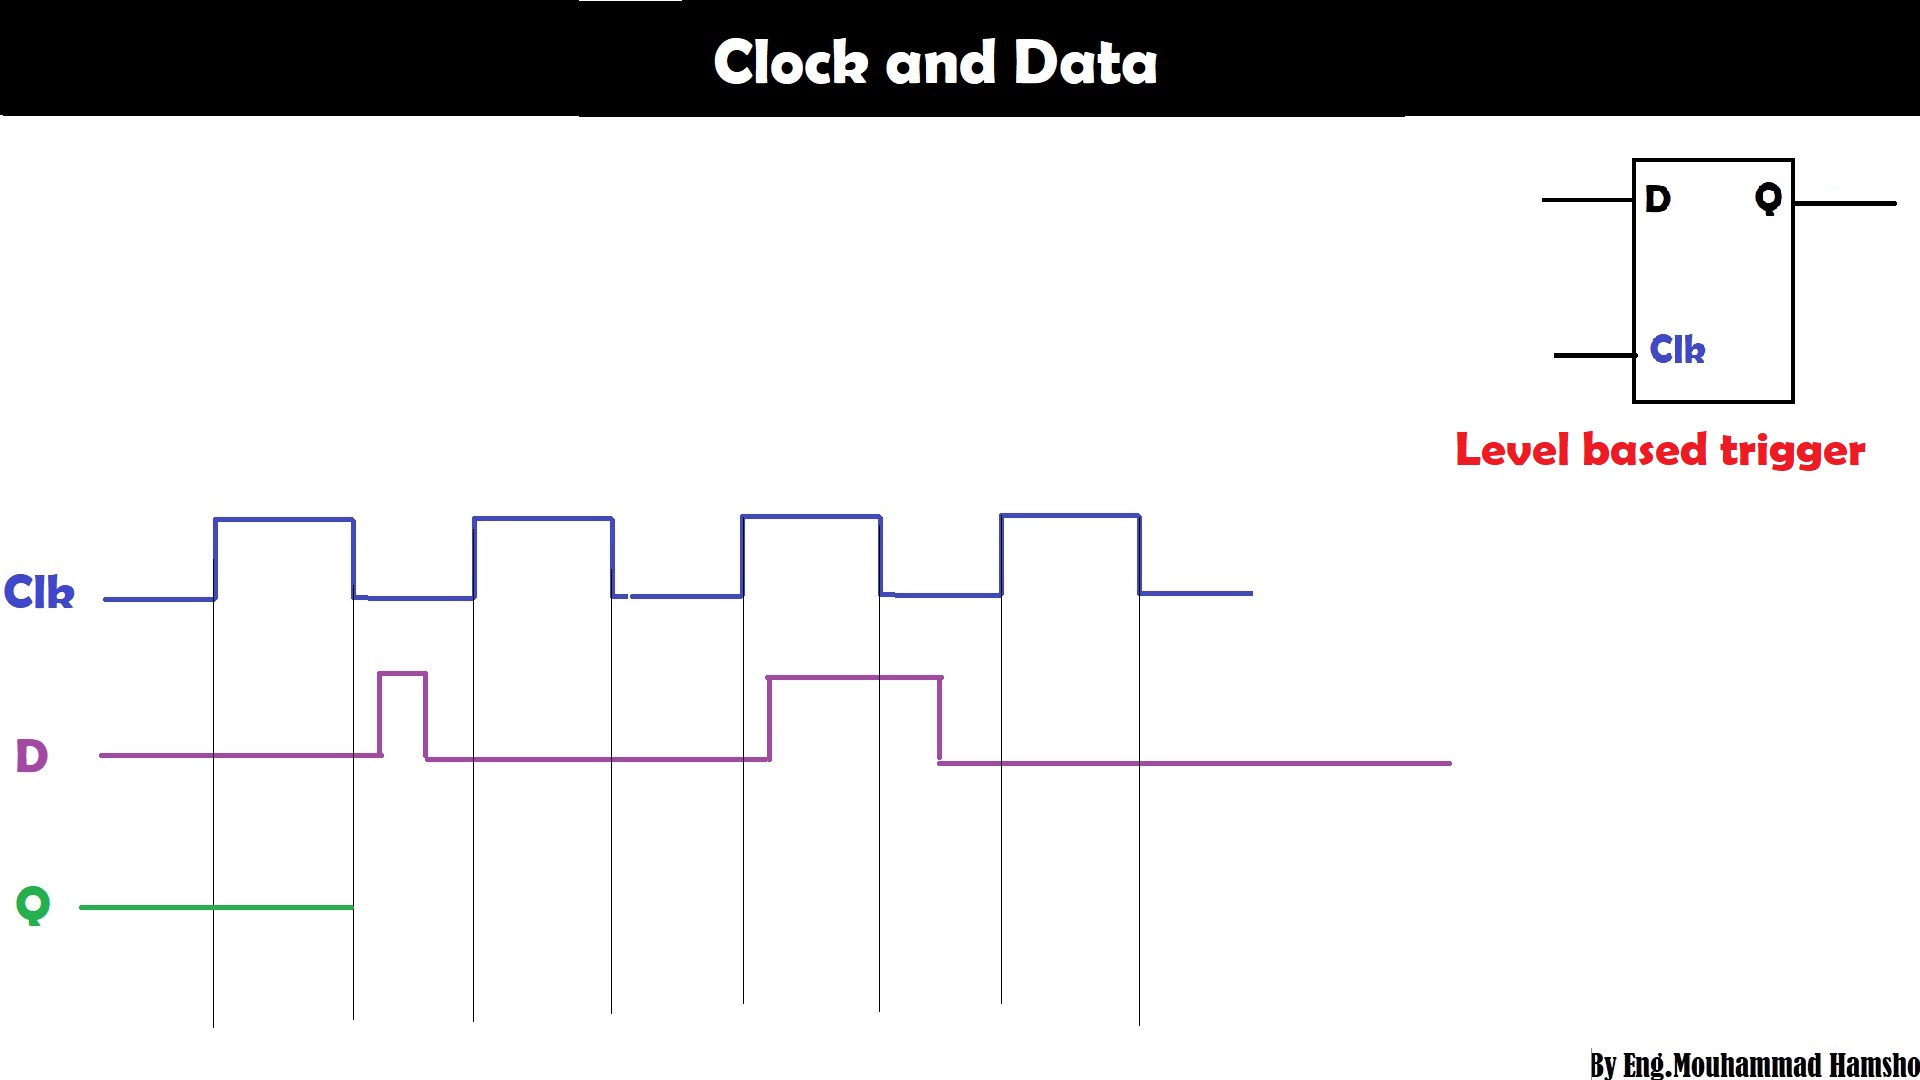 Clock and Data
D Q
Clk
Level based trigger
Clk
D
Q
By Eng.Mouhammad Hamsho